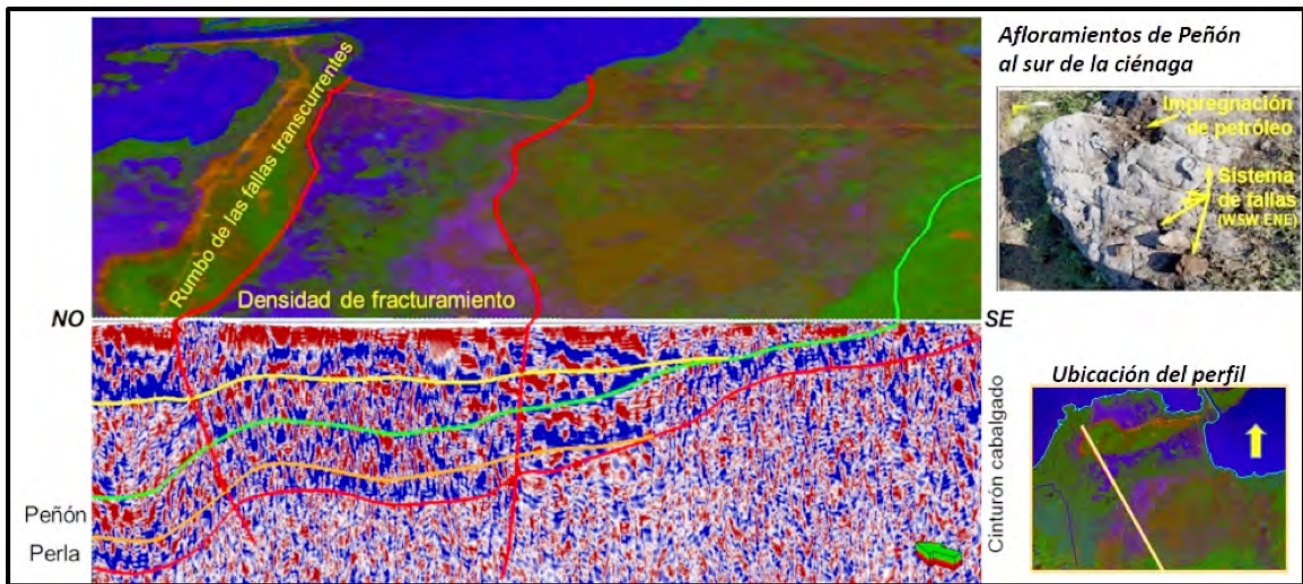 Rumbo de las fallas transcurrentes
Densidad de fracturamiento
NO
SE
Peñón
Perla
Cinturón cabalgado
Afloramientos de Peñón
al sur de la ciénaga
Impregnación
de petróleo
Sistema
de fallas
(WSW-ENE)
Ubicación del perfil